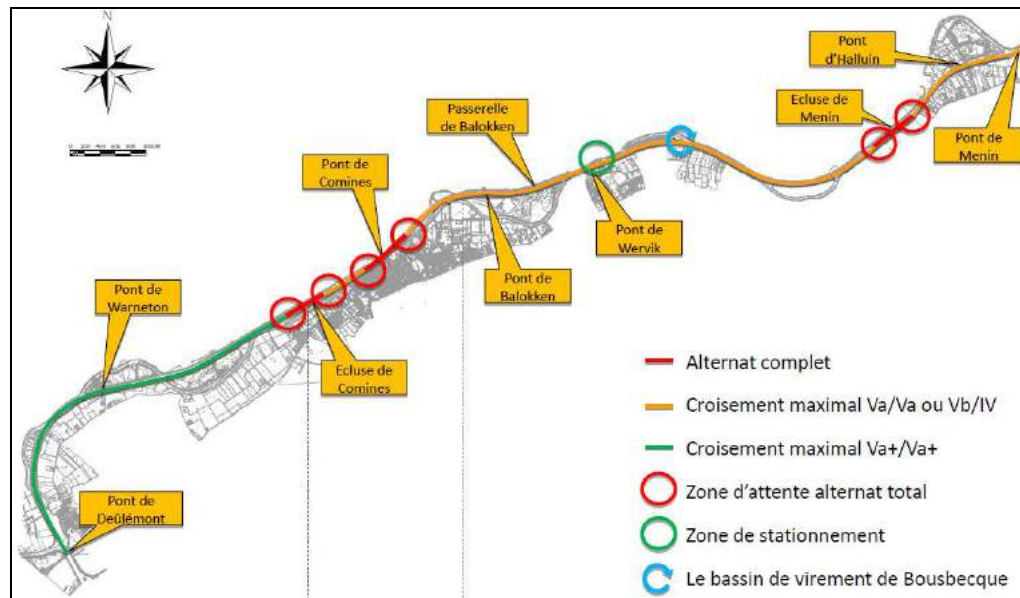 N
Pont
d'Halluin
Ecluse de
Menin
Passerelle
de Balokken
Pont de
Menin
Pont de
Comines
Pont de
Wervik
Pont de
Warneton
Pont de
Balokken
Ecluse de
Comines
Alternat complet
Croisement maximal Va/Va ou Vb/IV
Croisement maximal Va+/Va+
Pont de
Deûlémont
Zone d'attente alternat total
Zone de stationnement
Le bassin de virement de Bousbecque